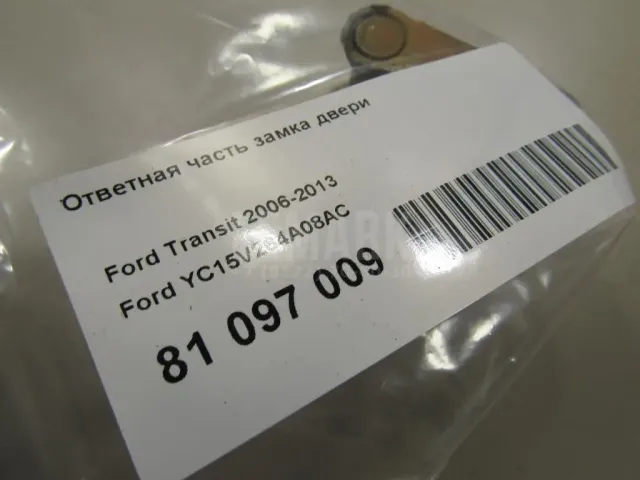 Ответная часть замка двери
Ford Transit 2006-2013
Ford YC15V264A08AC
81 097 009